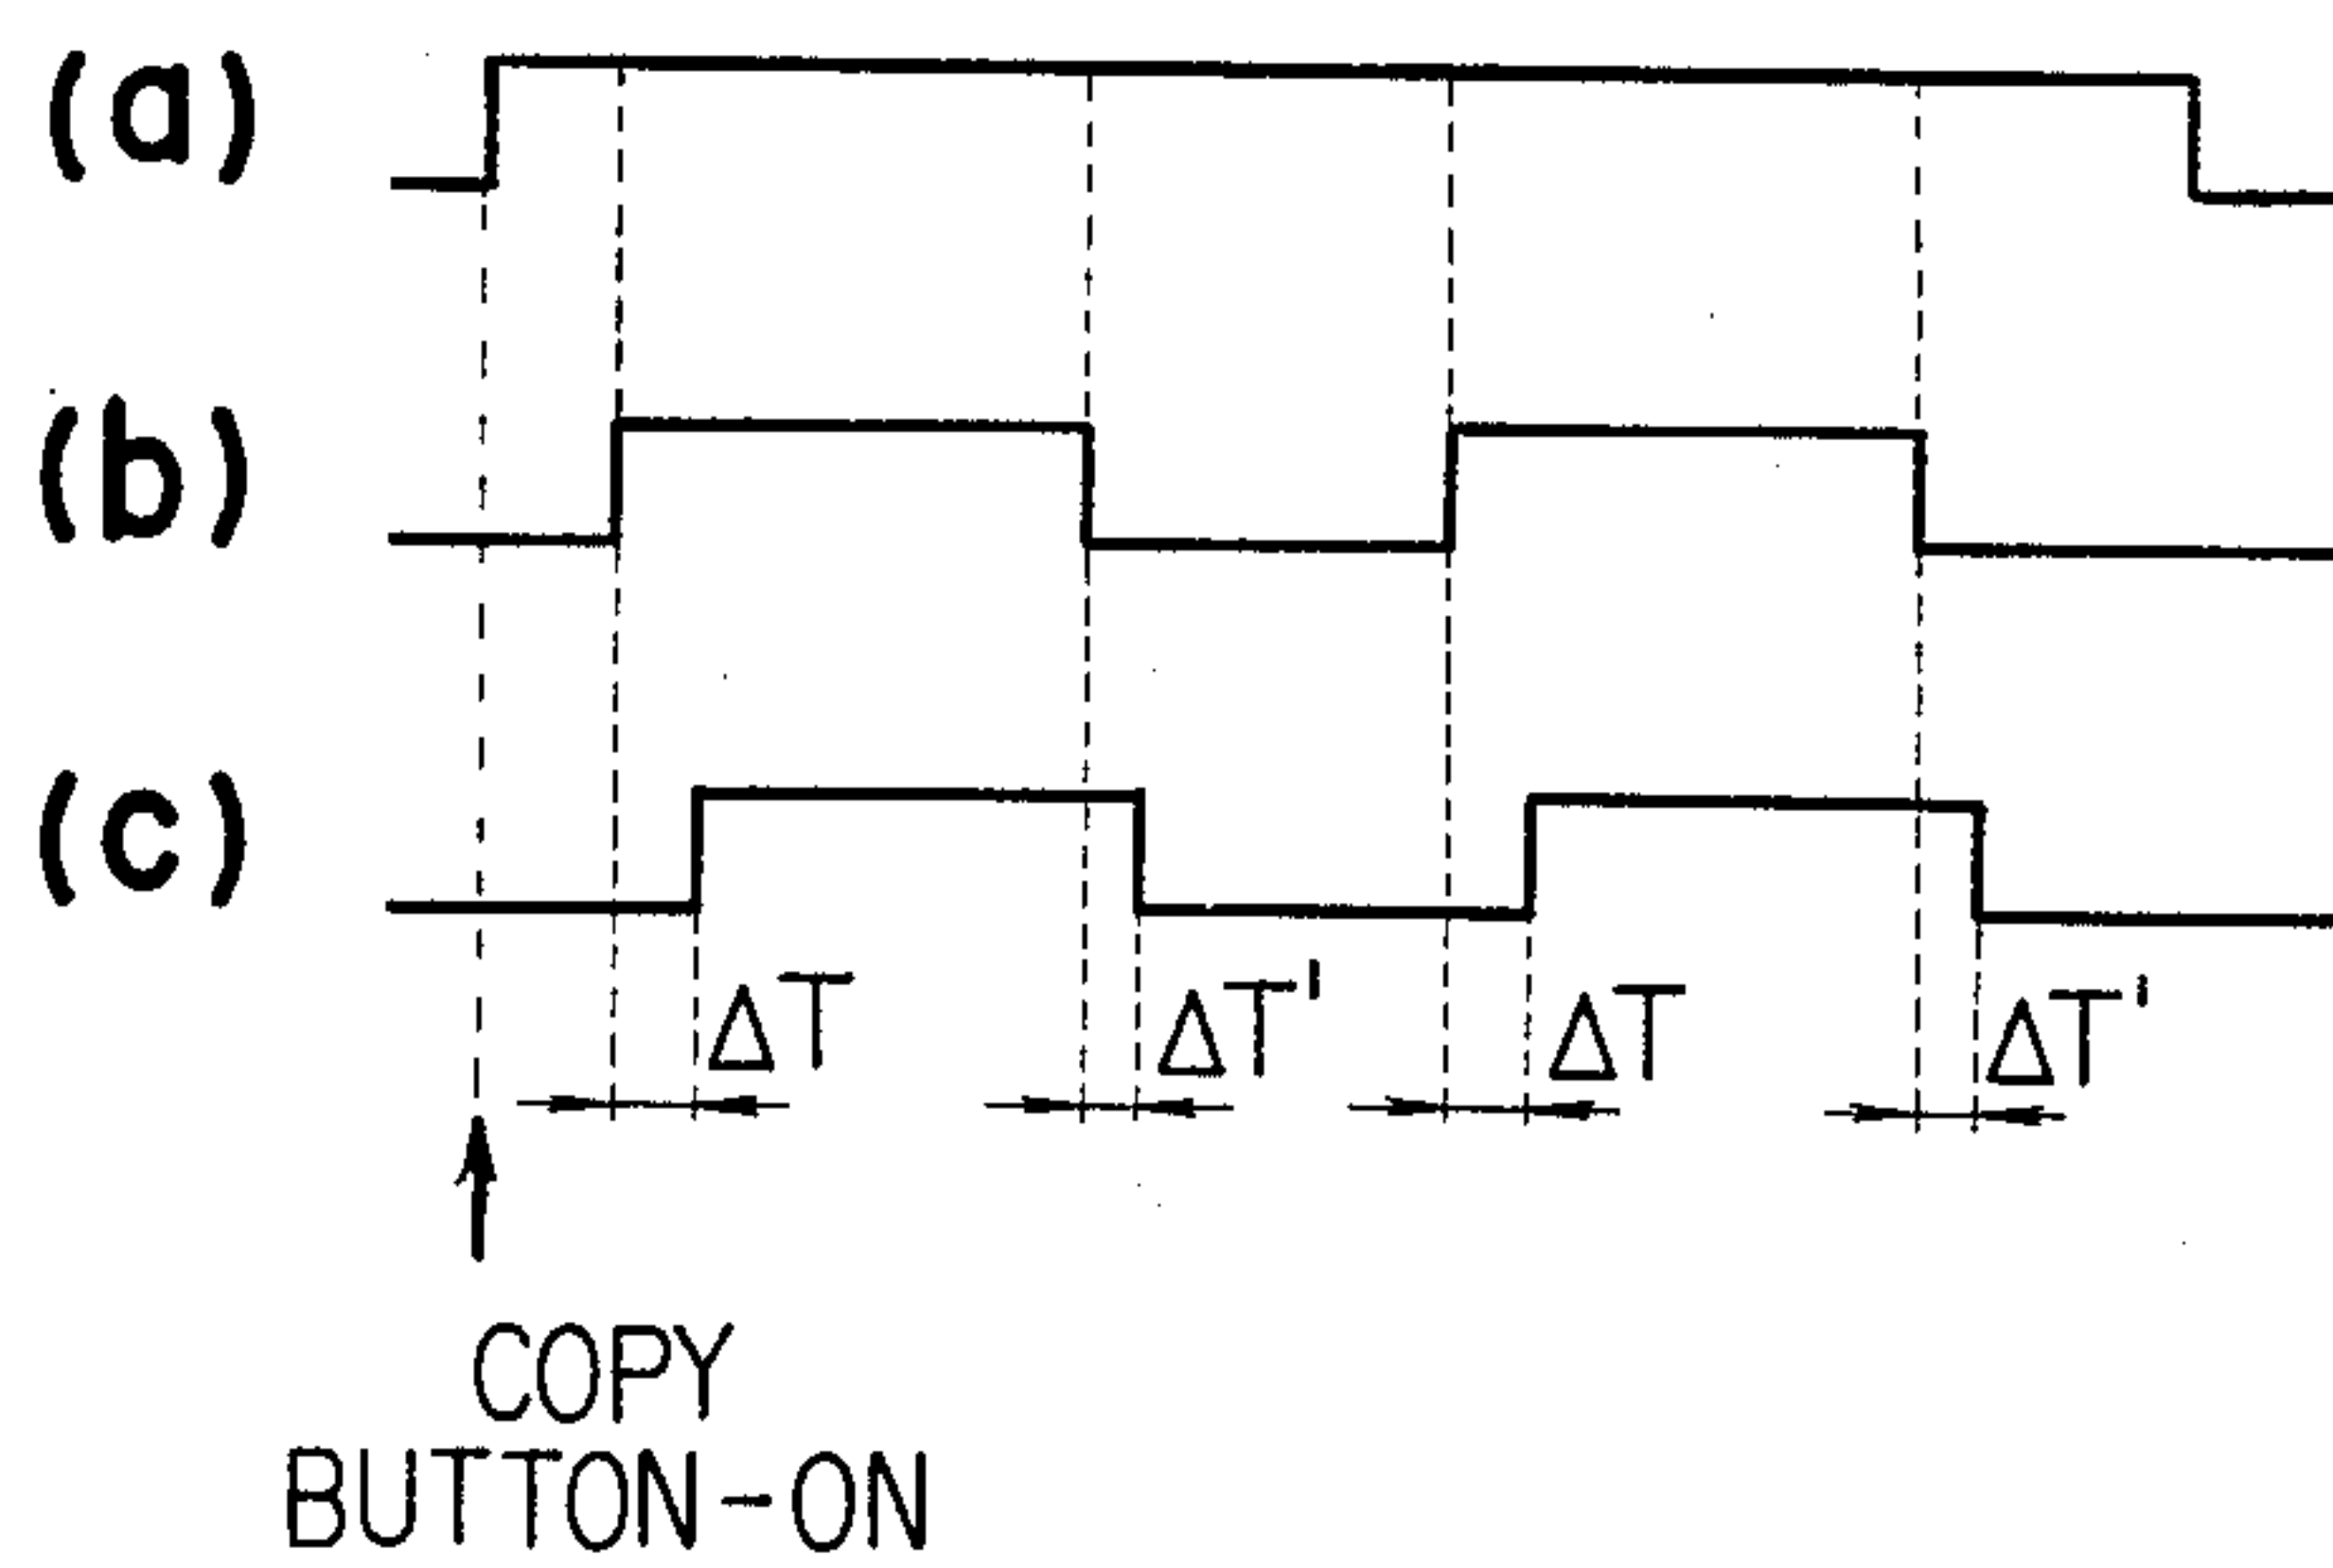 (a)
(b)
(c)
ΔT ΔT' ΔT ΔT'
COPY
BUTTON-ON